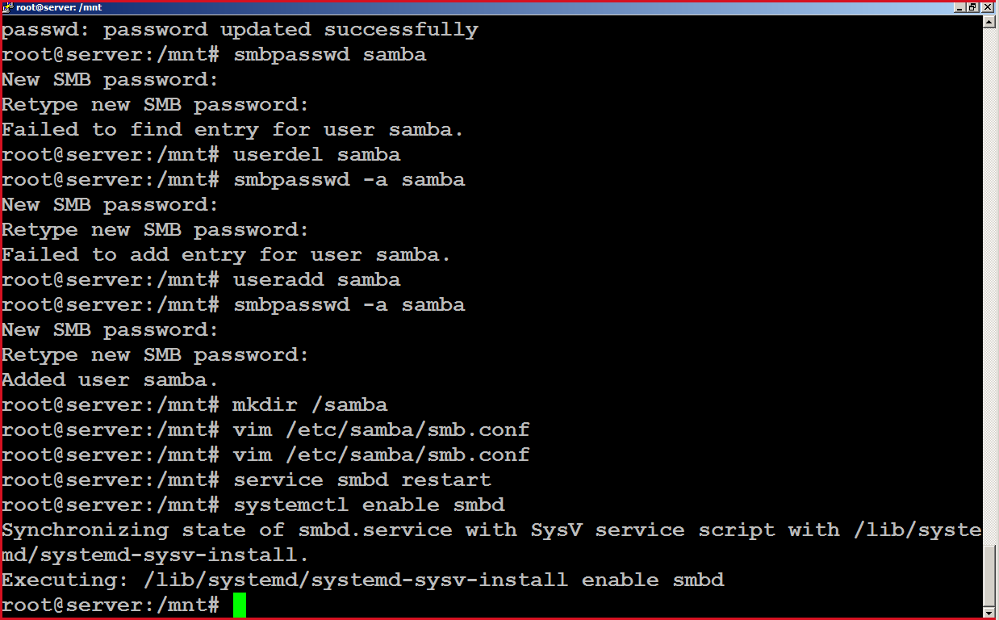 root@server: /mnt
passwd: password updated successfully
root@server:/mnt# smbpasswd samba
New SMB password:
Retype new SMB password:
Failed to find entry for user samba.
root@server:/mnt# userdel samba
root@server:/mnt# smbpasswd -a samba
New SMB password:
Retype new SMB password:
Failed to add entry for user samba.
root@server:/mnt# useradd samba
root@server:/mnt# smbpasswd -a samba
New SMB password:
Retype new SMB password:
Added user samba.
root@server:/mnt# mkdir /samba
root@server:/mnt# vim /etc/samba/smb.conf
root@server:/mnt# vim /etc/samba/smb.conf
root@server:/mnt# service smbd restart
root@server:/mnt# systemctl enable smbd
Synchronizing state of smbd.service with SysV service script with /lib/syste
md/systemd-sysv-install.
Executing: /lib/systemd/systemd-sysv-install enable smbd
root@server:/mnt#